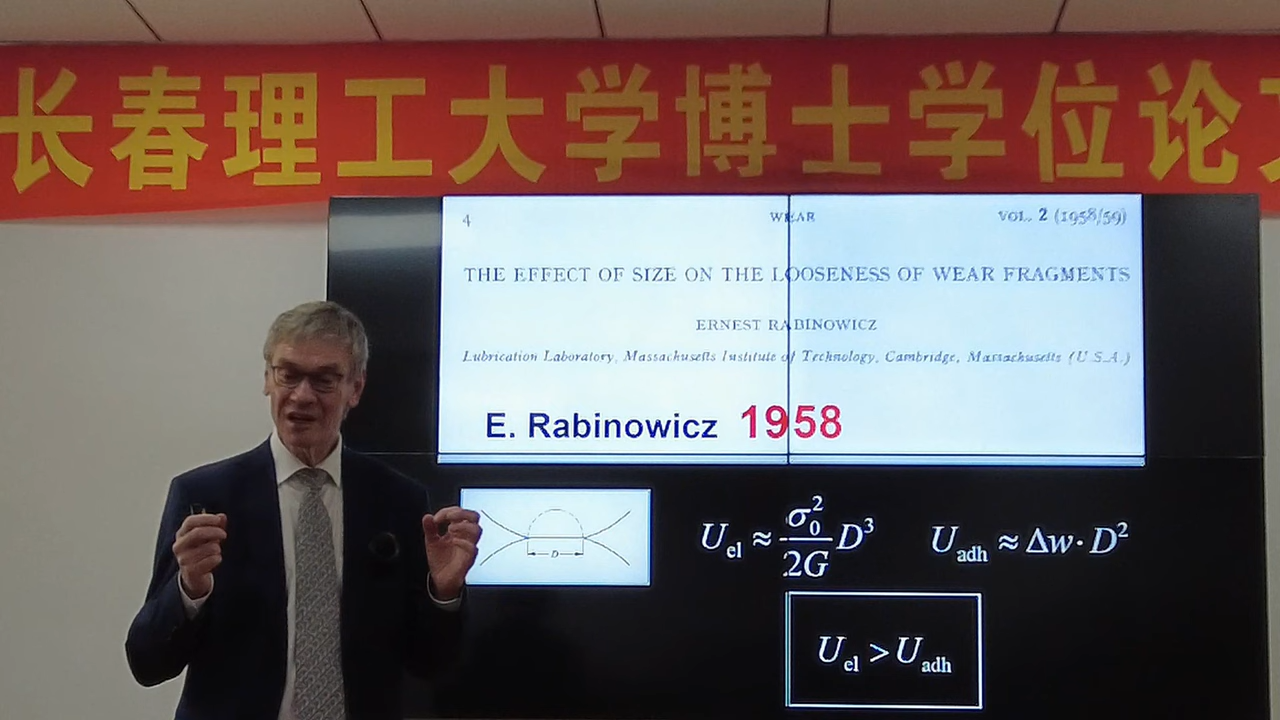 长春理工大学博士学位论
4 WEAR VOL. 2 (1958/59)
THE EFFECT OF SIZE ON THE LOOSENESS OF WEAR FRAGMENTS
ERNEST RABINOWICZ
Lubrication Laboratory, Massachusetts Institute of Technology, Cambridge, Massachusetts (U.S.A.)
E. Rabinowicz 1958
D
U_el ≈ σ_0^2/2G D^3 U_adh ≈ Δw·D^2
U_el > U_adh